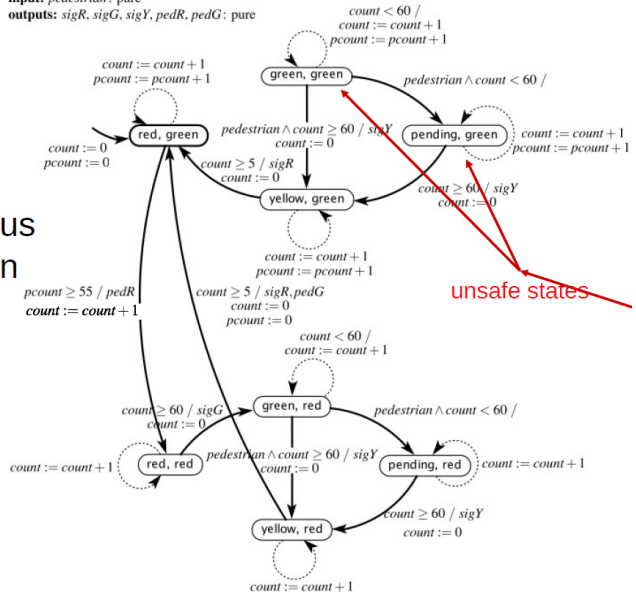 input: pedestrian: pure
outputs: sigR, sigG, sigY, pedR, pedG: pure
count < 60 /
count := count + 1
pcount := pcount + 1
green, green
count := count + 1
pcount := pcount + 1
pedestrian ∧ count < 60 /
red, green
count := 0
pcount := 0
pedestrian ∧ count ≥ 60 / sigY
count := 0
pending, green
count := count + 1
pcount := pcount + 1
count ≥ 5 / sigR
count := 0
yellow, green
count ≥ 60 / sigY
count := 0
us
n
count := count + 1
pcount := pcount + 1
unsafe states
pcount ≥ 55 / pedR
count := count + 1
count ≥ 5 / sigR, pedG
count := 0
pcount := 0
count < 60 /
count := count + 1
green, red
count ≥ 60 / sigG
count := 0
pedestrian ∧ count < 60 /
count := count + 1
red, red
pedestrian ∧ count ≥ 60 / sigY
count := 0
pending, red
count := count + 1
count ≥ 60 / sigY
count := 0
yellow, red
count := count + 1